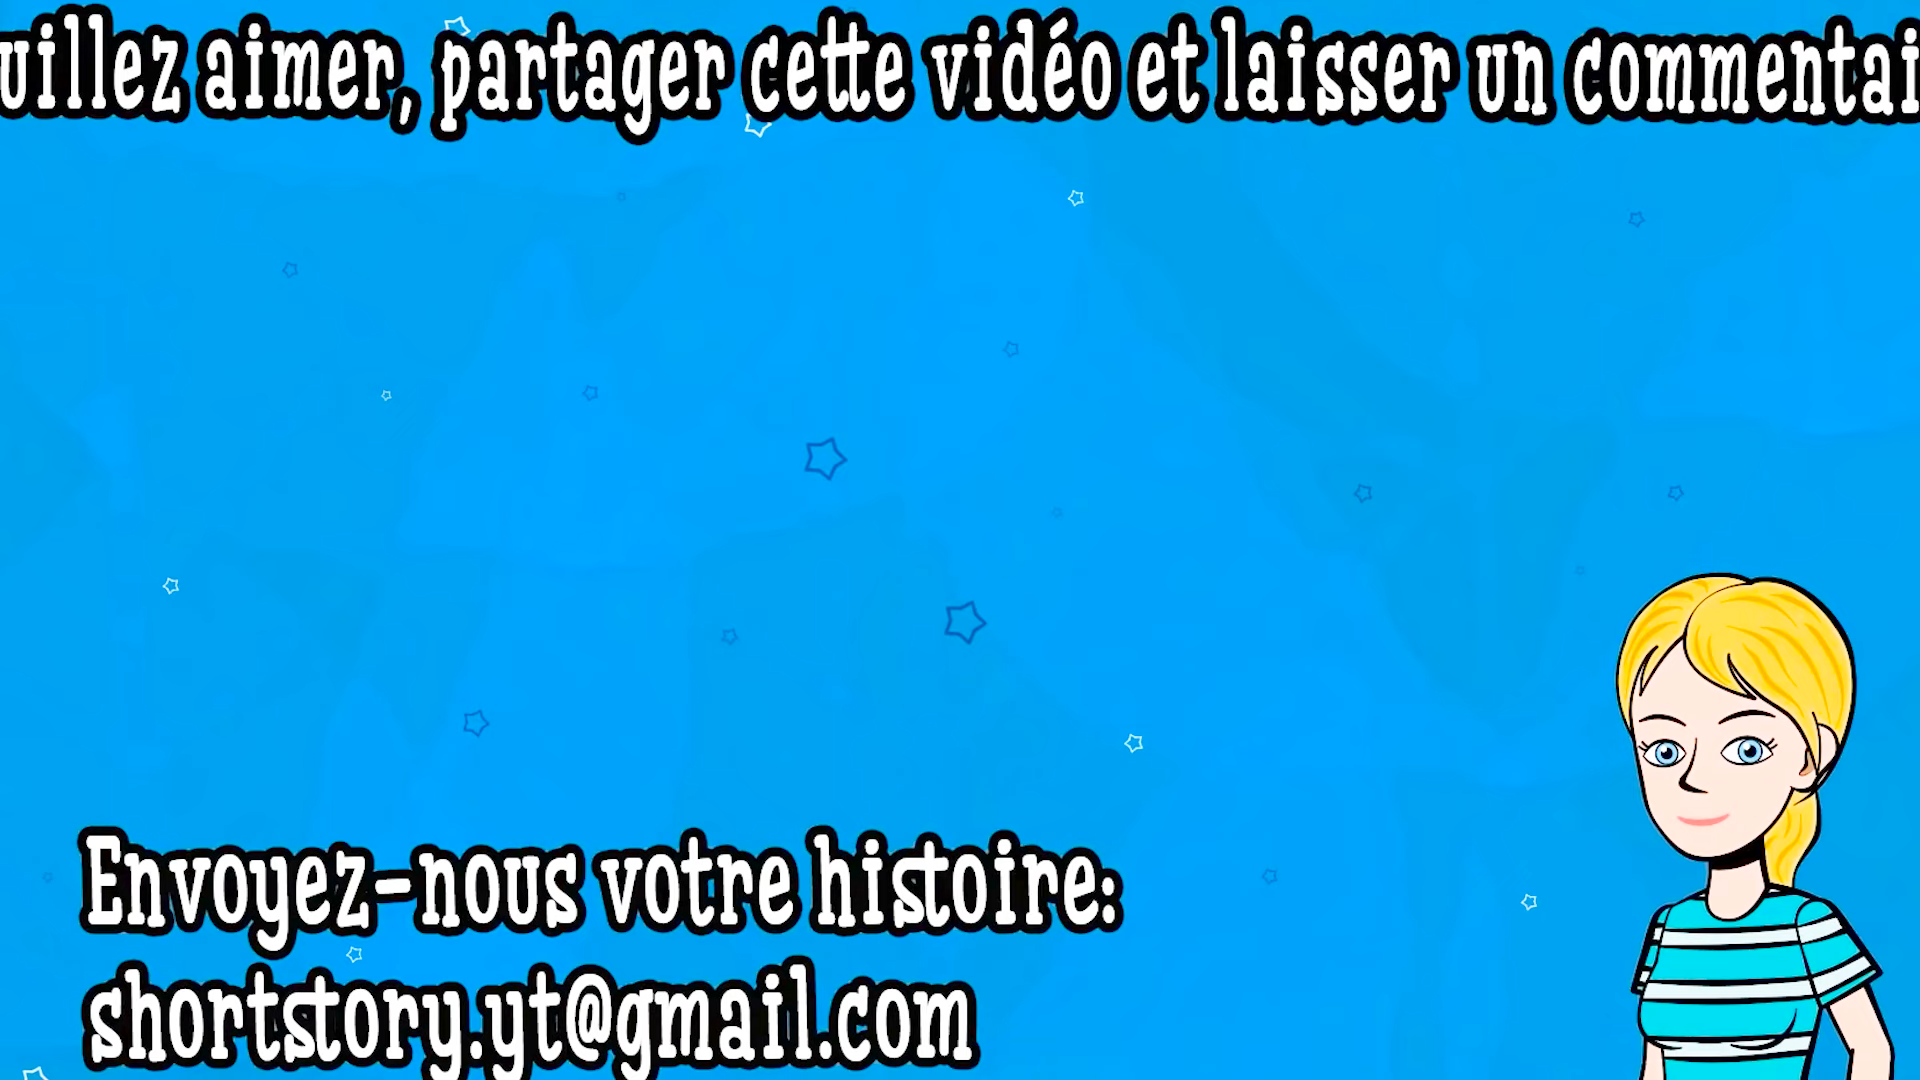 uillez aimer, partager cette vidéo et laisser un commentai
Envoyez-nous votre histoire:
shortstory.yt@gmail.com